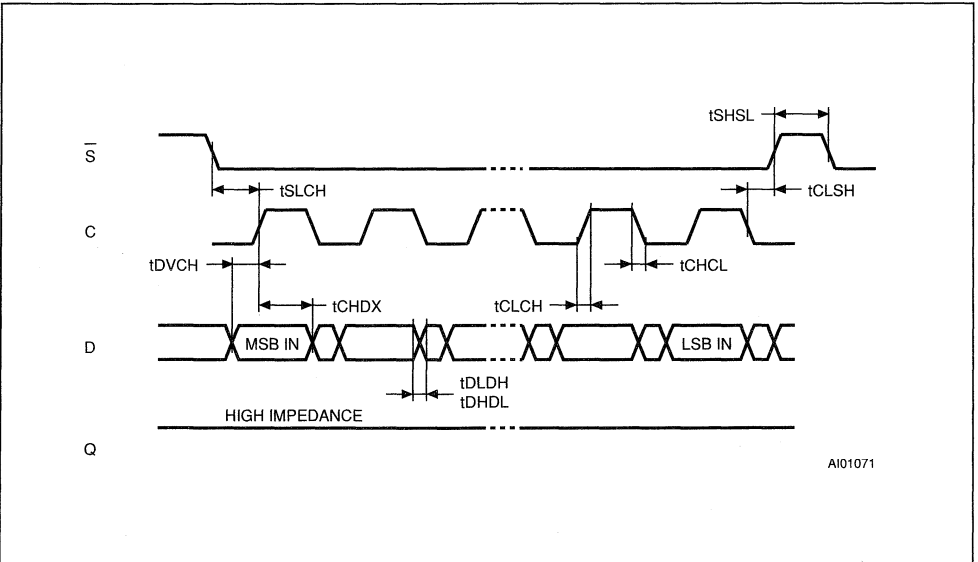 tSHSL
S̅
tSLCH
tCLSH
C
tDVCH
tCHCL
tCHDX
tCLCH
D
MSB IN
LSB IN
tDLDH
tDHDL
HIGH IMPEDANCE
Q
AI01071